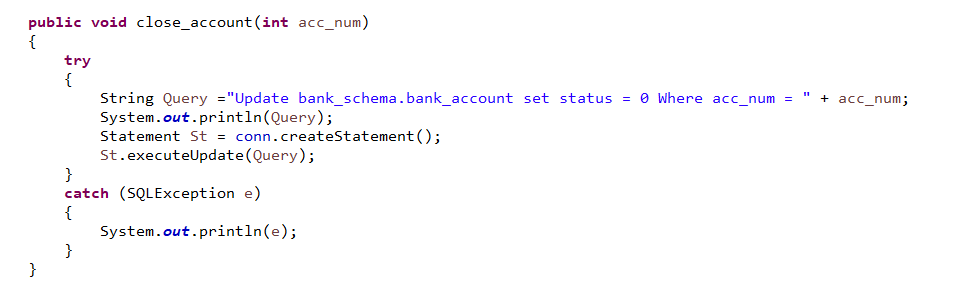 public void close_account(int acc_num)
{
    try
    {
        String Query ="Update bank_schema.bank_account set status = 0 Where acc_num = " + acc_num;
        System.out.println(Query);
        Statement St = conn.createStatement();
        St.executeUpdate(Query);
    }
    catch (SQLException e)
    {
        System.out.println(e);
    }
}